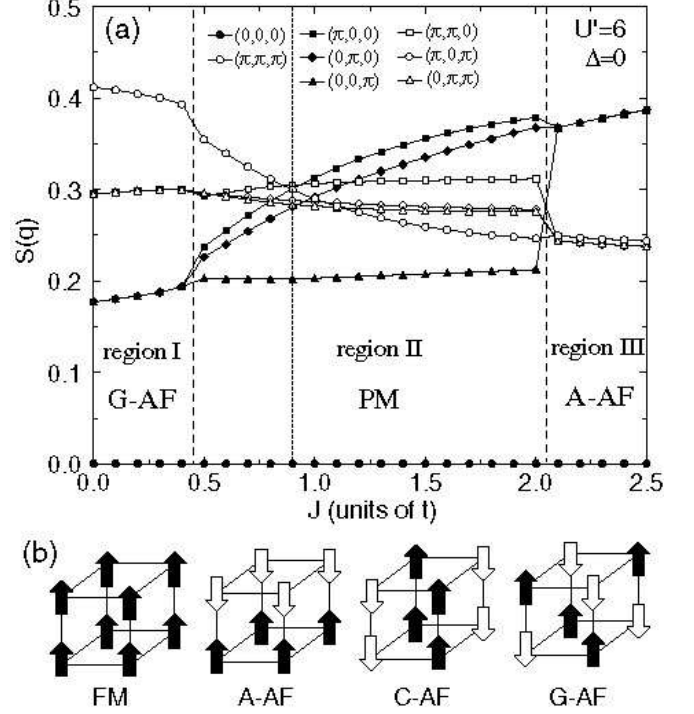 (a)
(0,0,0) (π,0,0) (π,π,0) U'=6
(π,π,π) (0,π,0) (π,0,π) Δ=0
(0,0,π) (0,π,π)
0.5
0.4
0.3
0.2
0.1
0.0
S(q)
region I region II region III
G-AF PM A-AF
0.0 0.5 1.0 1.5 2.0 2.5
J (units of t)
(b)
FM A-AF C-AF G-AF